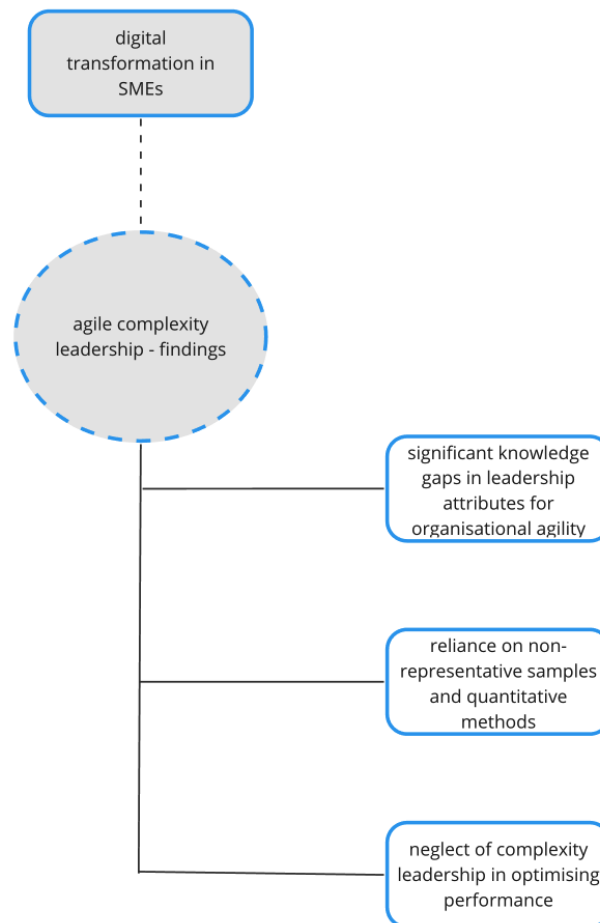 digital
transformation in
SMEs
agile complexity
leadership - findings
significant knowledge
gaps in leadership
attributes for
organisational agility
reliance on non-
representative samples
and quantitative
methods
neglect of complexity
leadership in optimising
performance